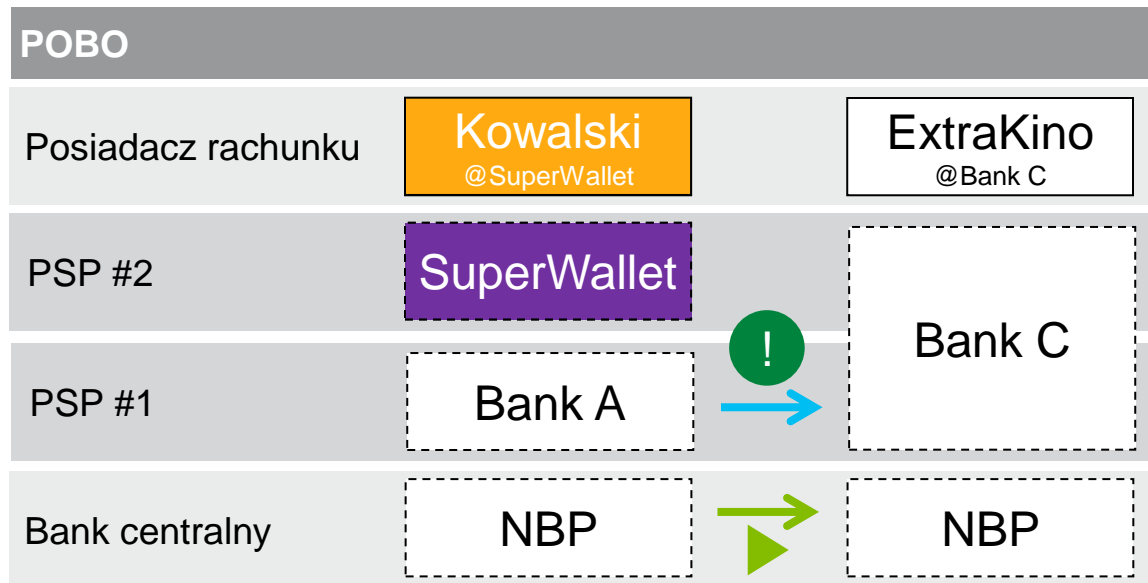 POBO
Posiadacz rachunku
Kowalski
@SuperWallet
ExtraKino
@Bank C
PSP #2
SuperWallet
Bank C
!
PSP #1
Bank A
Bank centralny
NBP
NBP